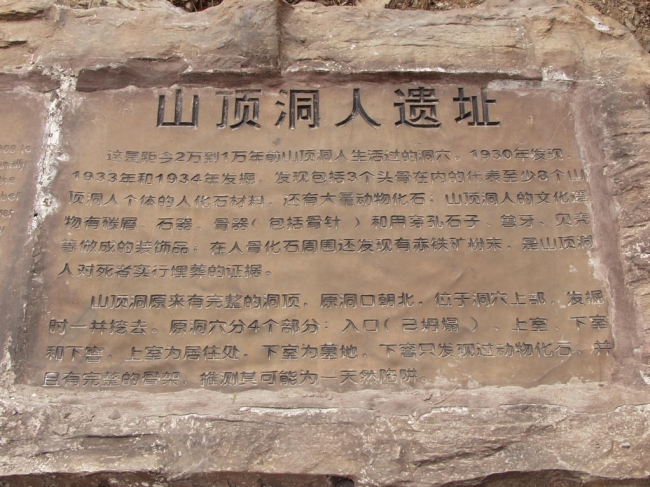 山顶洞人遗址
这是距今2万到1万年前山顶洞人生活过的洞穴。1930年发现，
1933年和1934年发掘，发现包括3个头骨在内的代表至少8个山
顶洞人个体的人化石材料，还有大量动物化石；山顶洞人的文化遗
物有碳屑、石器、骨器（包括骨针）和用穿孔石子、兽牙、贝壳
等做成的装饰品。在人骨化石周围还发现有赤铁矿粉末，是山顶洞
人对死者实行埋葬的证据。
山顶洞原来有完整的洞顶，原洞口朝北，位于洞穴上部，发掘
时一并挖去。原洞穴分4个部分：入口（已坍塌）、上室、下室
和下窨，上室为居住处，下室为墓地，下窨只发现过动物化石，并
且有完整的骨架，推测其可能为一天然陷阱。